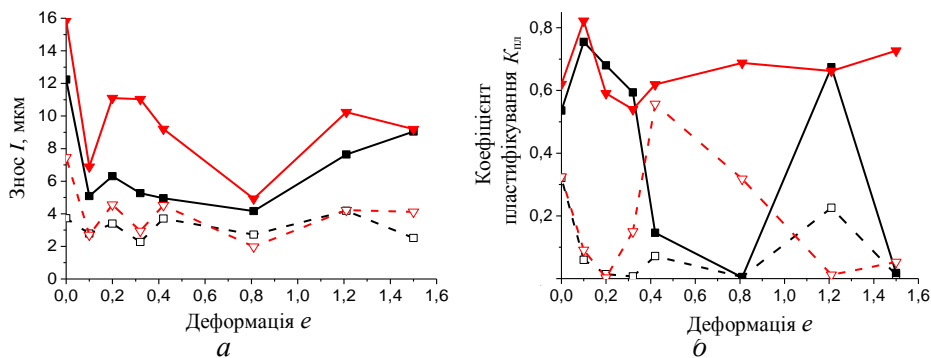 16
14
12
10
8
6
4
2
0
Знос I, мкм
0,0 0,2 0,4 0,6 0,8 1,0 1,2 1,4 1,6
Деформація e
а
0,8
0,6
0,4
0,2
Коефіцієнт
пластифікування Kпл
0,0 0,2 0,4 0,6 0,8 1,0 1,2 1,4 1,6
Деформація e
б